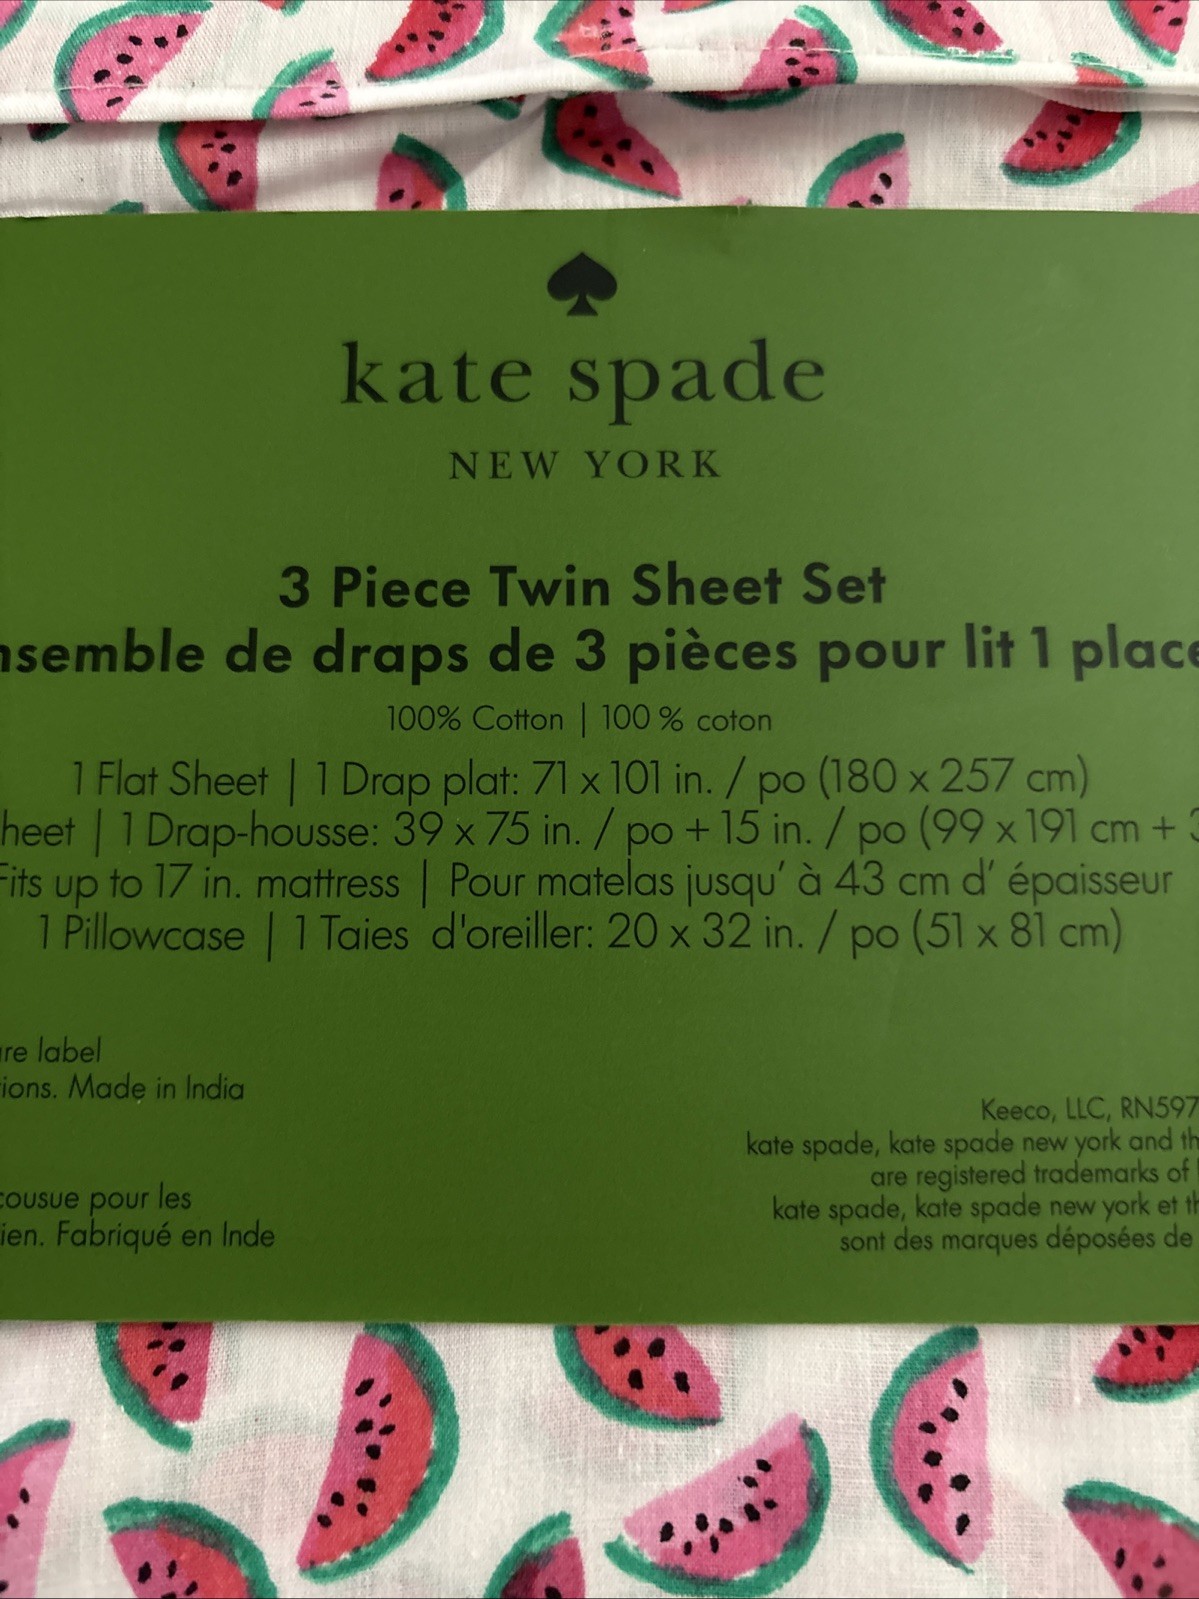 kate spade
NEW YORK
3 Piece Twin Sheet Set
nsemble de draps de 3 pièces pour lit 1 place
100% Cotton | 100 % coton
1 Flat Sheet | 1 Drap plat: 71 x 101 in. / po (180 x 257 cm)
heet | 1 Drap-housse: 39 x 75 in. / po + 15 in. / po (99 x 191 cm +
Fits up to 17 in. mattress | Pour matelas jusqu' à 43 cm d' épaisseur
1 Pillowcase | 1 Taies d'oreiller: 20 x 32 in. / po (51 x 81 cm)
re label
ions. Made in India
cousue pour les
ien. Fabriqué en Inde
Keeco, LLC, RN597
kate spade, kate spade new york and th
are registered trademarks of
kate spade, kate spade new york et th
sont des marques déposées de